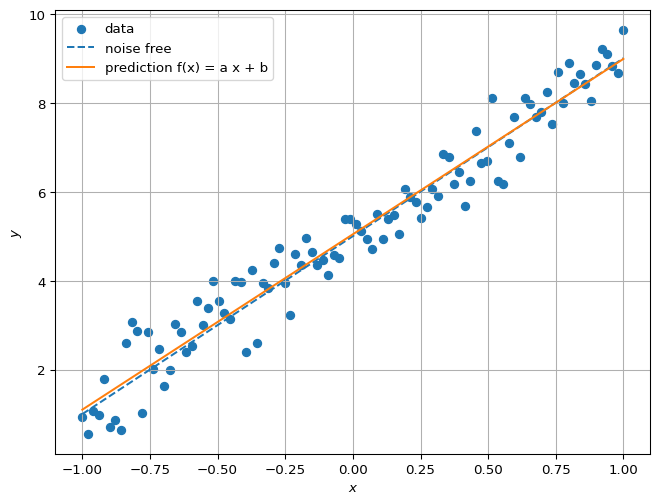 data
noise free
prediction f(x) = a x + b
10
8
6
4
2
y
−1.00 −0.75 −0.50 −0.25 0.00 0.25 0.50 0.75 1.00
x